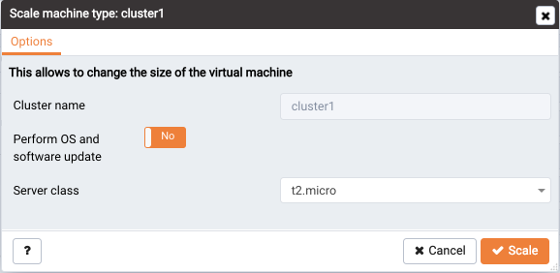 Scale machine type: cluster1
Options
This allows to change the size of the virtual machine
Cluster name
cluster1
Perform OS and
software update
No
Server class
t2.micro
?
Cancel
Scale